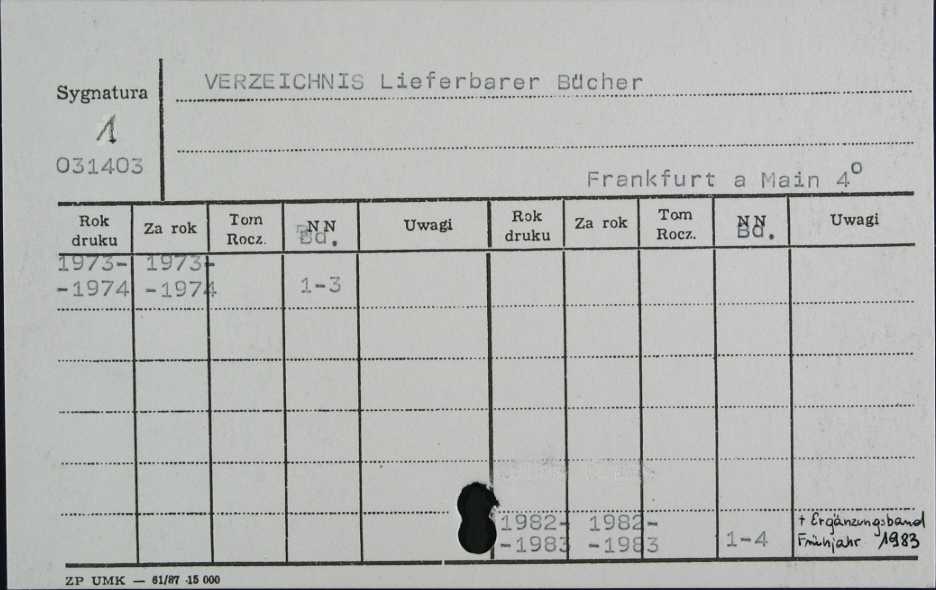 VERZEICHNIS Lieferbarer Bücher
Sygnatura
1
031403
Frankfurt a Main 4⁰
Rok druku Za rok Tom Rocz. NN Bd. Uwagi Rok druku Za rok Tom Rocz. NN Bd. Uwagi
1973- 1973-
-1974 -1974 1-3
1982- 1982- + Ergänzungsband
-1983 -1983 1-4 Frühjahr 1983
ZP UMK — 61/87 15 000